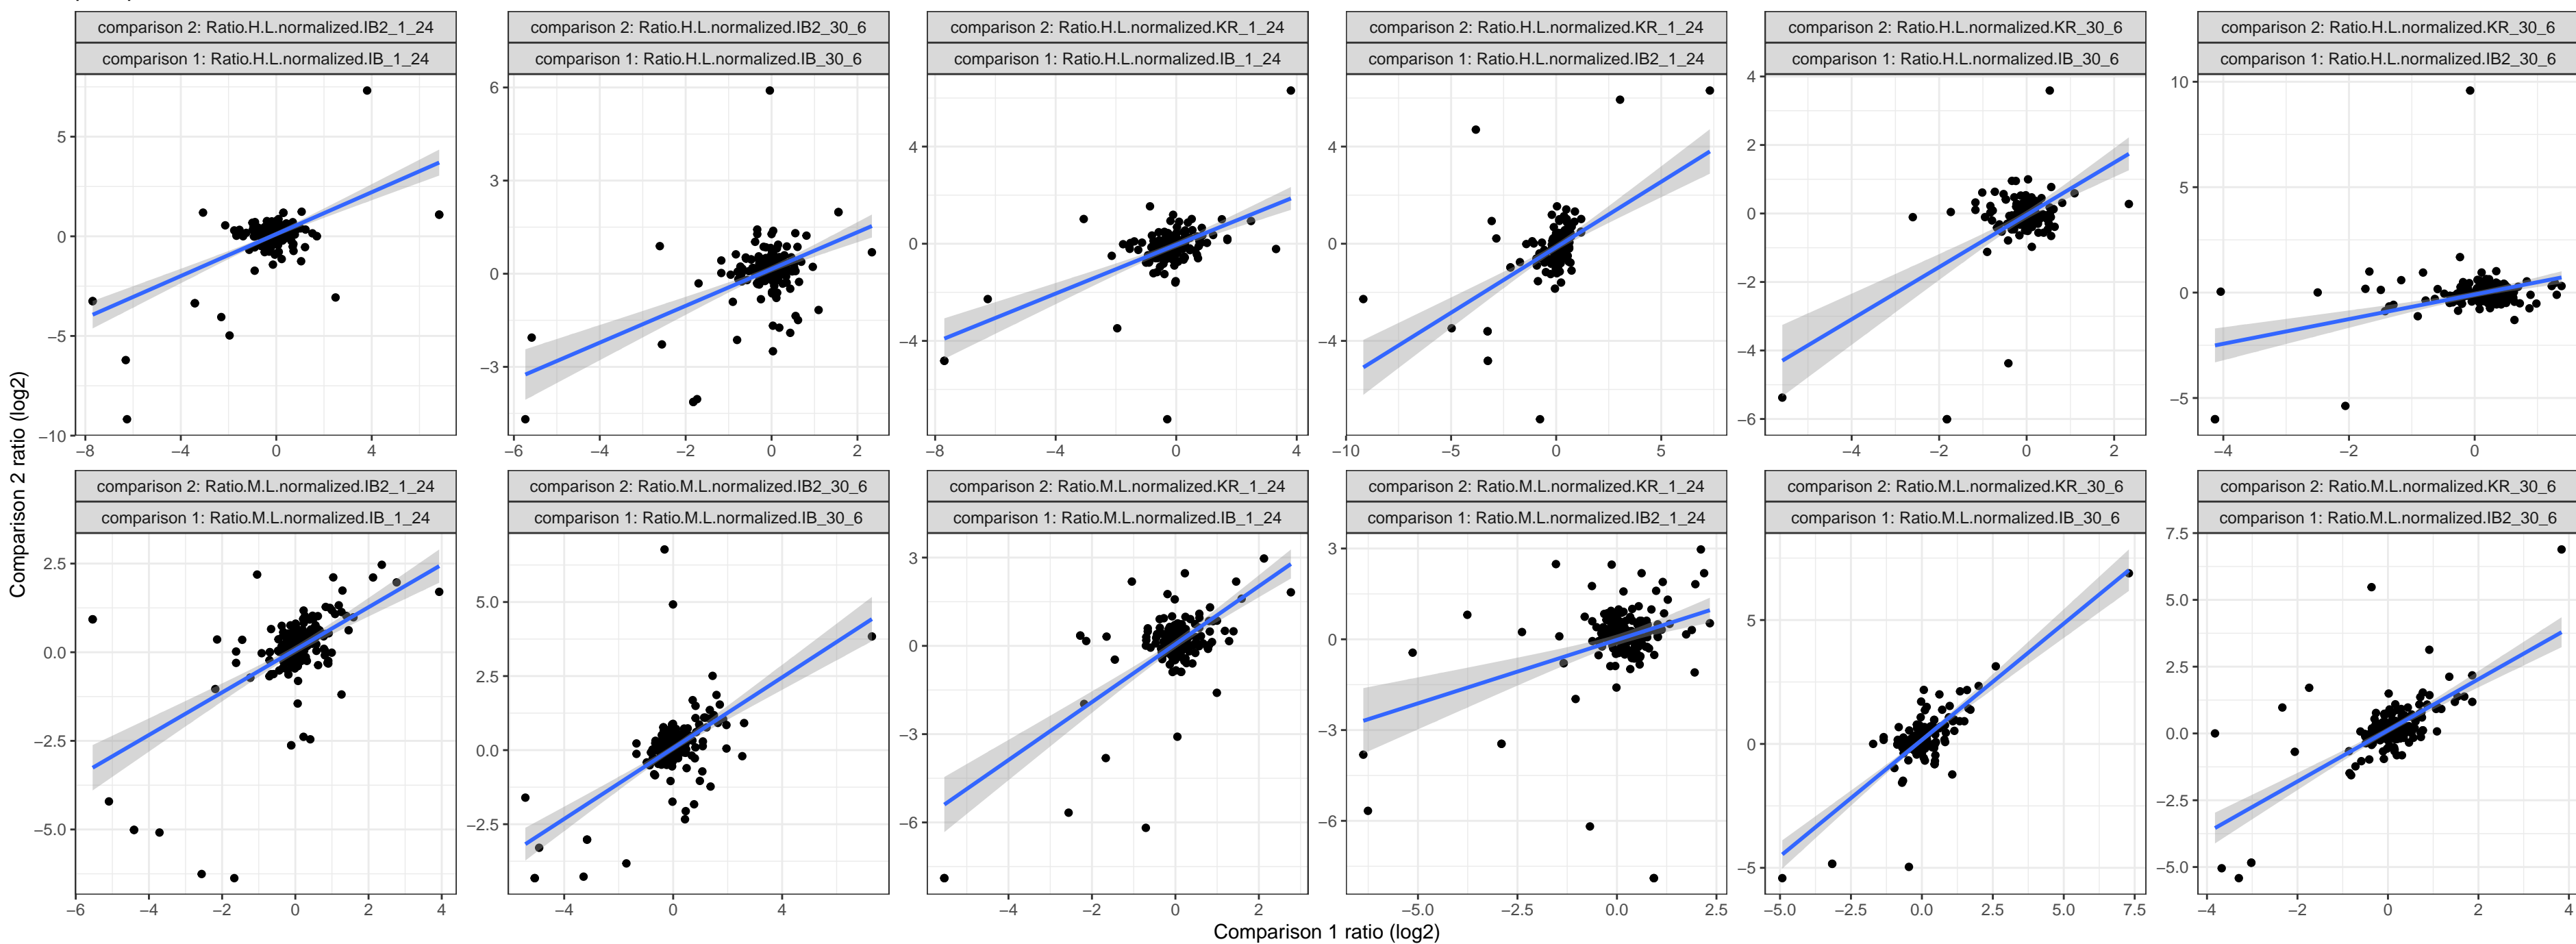 comparison 2: Ratio.H.L.normalized.IB2_1_24
comparison 1: Ratio.H.L.normalized.IB_1_24
comparison 2: Ratio.H.L.normalized.IB2_30_6
comparison 1: Ratio.H.L.normalized.IB_30_6
comparison 2: Ratio.H.L.normalized.KR_1_24
comparison 1: Ratio.H.L.normalized.IB_1_24
comparison 2: Ratio.H.L.normalized.KR_1_24
comparison 1: Ratio.H.L.normalized.IB2_1_24
comparison 2: Ratio.H.L.normalized.KR_30_6
comparison 1: Ratio.H.L.normalized.IB_30_6
comparison 2: Ratio.H.L.normalized.KR_30_6
comparison 1: Ratio.H.L.normalized.IB2_30_6
5
0
−5
−10
−8 −4 0 4
6
3
0
−3
−6 −4 −2 0 2
4
0
−4
−8 −4 0 4
4
0
−4
−10 −5 0 5
4
2
0
−2
−4
−6
−4 −2 0 2
10
5
0
−5
−4 −2 0
comparison 2: Ratio.M.L.normalized.IB2_1_24
comparison 1: Ratio.M.L.normalized.IB_1_24
comparison 2: Ratio.M.L.normalized.IB2_30_6
comparison 1: Ratio.M.L.normalized.IB_30_6
comparison 2: Ratio.M.L.normalized.KR_1_24
comparison 1: Ratio.M.L.normalized.IB_1_24
comparison 2: Ratio.M.L.normalized.KR_1_24
comparison 1: Ratio.M.L.normalized.IB2_1_24
comparison 2: Ratio.M.L.normalized.KR_30_6
comparison 1: Ratio.M.L.normalized.IB_30_6
comparison 2: Ratio.M.L.normalized.KR_30_6
comparison 1: Ratio.M.L.normalized.IB2_30_6
2.5
0.0
−2.5
−5.0
−6 −4 −2 0 2 4
5.0
2.5
0.0
−2.5
−4 0 4
3
0
−3
−6
−4 −2 0 2
3
0
−3
−6
−5.0 −2.5 0.0 2.5
5
0
−5
−5.0 −2.5 0.0 2.5 5.0 7.5
7.5
5.0
2.5
0.0
−2.5
−5.0
−4 −2 0 2 4
Comparison 1 ratio (log2)
Comparison 2 ratio (log2)